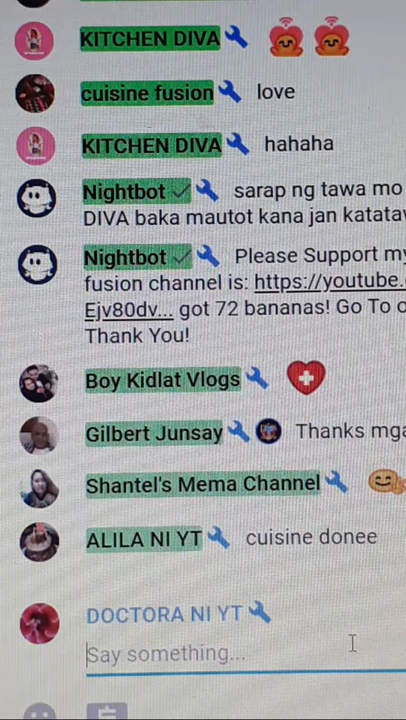 KITCHEN DIVA
cuisine fusion love
KITCHEN DIVA hahaha
Nightbot sarap ng tawa mo
DIVA baka mautot kana jan
Nightbot Please Support my
fusion channel is: https://youtube.
Ejv80dv... got 72 bananas! Go To
Thank You!
Boy Kidlat Vlogs
Gilbert Junsay Thanks mga
Shantel's Mema Channel
ALILA NI YT cuisine donee
DOCTORA NI YT
Say something...